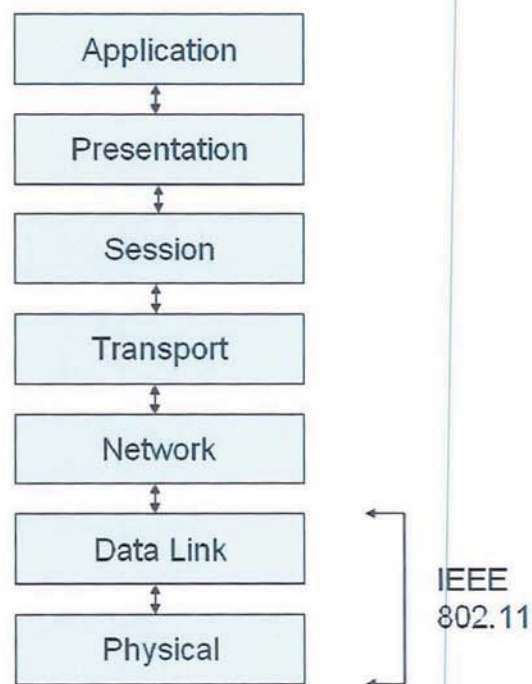 Application
Presentation
Session
Transport
Network
Data Link
Physical
IEEE
802.11